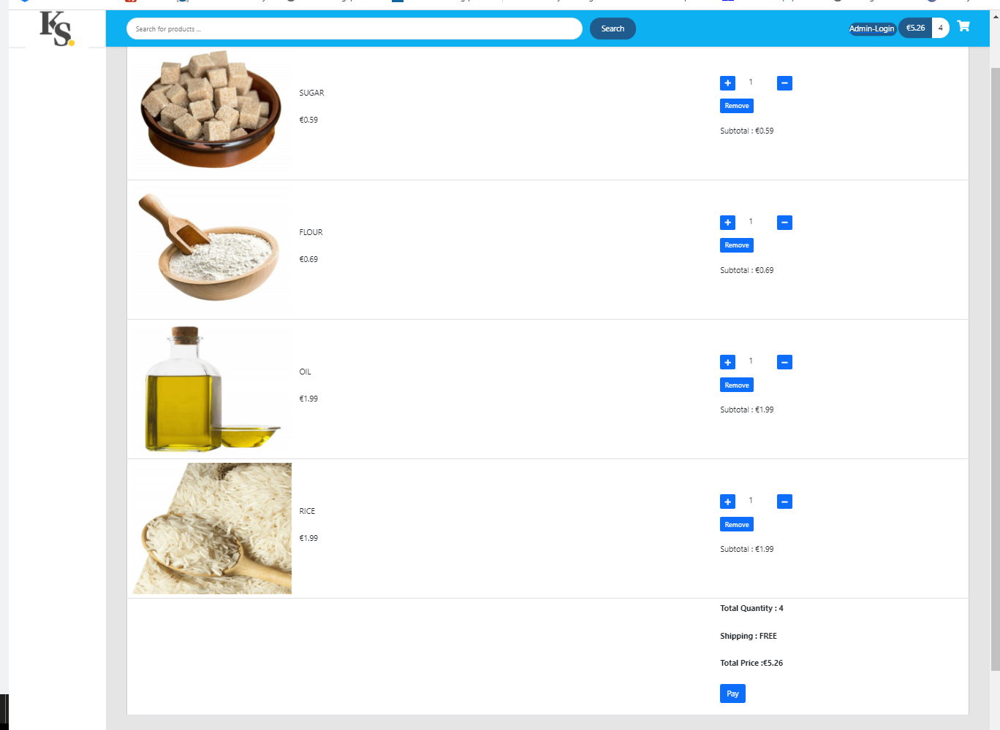 KS.
Search for products ...
Search
Admin-Login
€5.26
4
SUGAR
€0.59
+ 1 −
Remove
Subtotal : €0.59
FLOUR
€0.69
+ 1 −
Remove
Subtotal : €0.69
OIL
€1.99
+ 1 −
Remove
Subtotal : €1.99
RICE
€1.99
+ 1 −
Remove
Subtotal : €1.99
Total Quantity : 4
Shipping : FREE
Total Price :€5.26
Pay